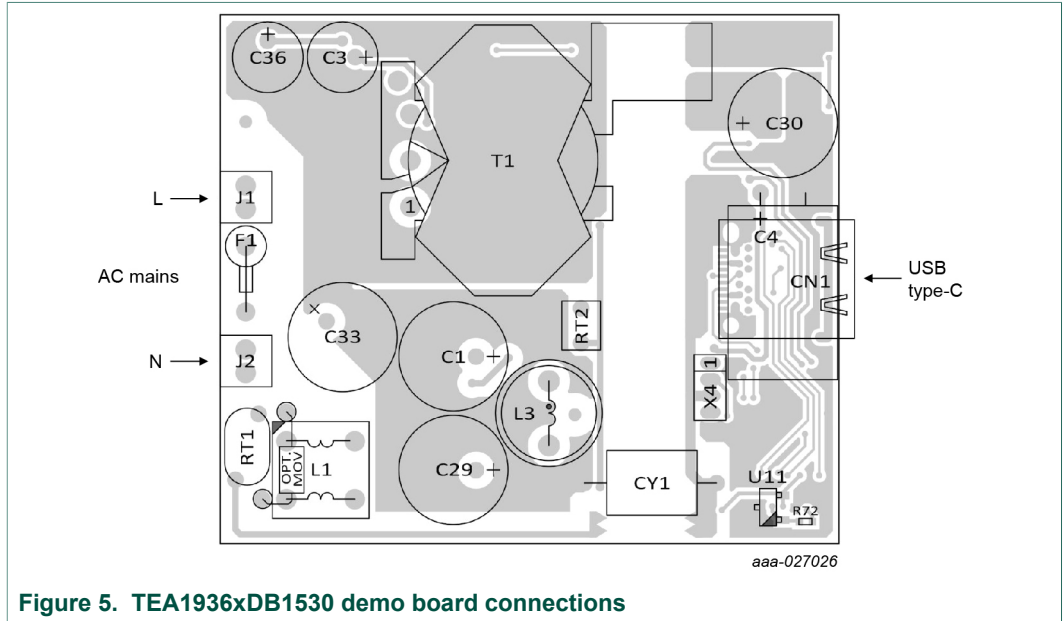 C36
C3
+
+
T1
+
C30
L
J1
1
F1
+
C4
AC mains
CN1
USB
type-C
×
C33
C1
+
RT2
N
J2
1
X4
L3
RT1
OPT.
MOV
L1
C29
+
CY1
U11
R72
aaa-027026
Figure 5. TEA1936xDB1530 demo board connections